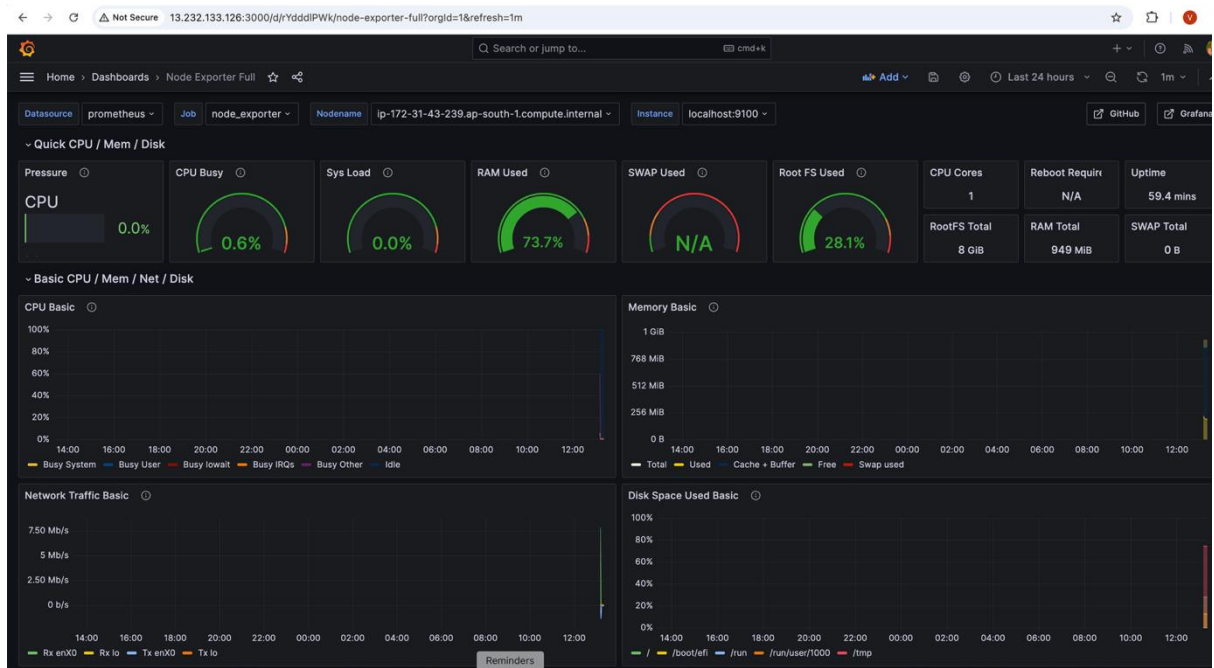 Not Secure 13.232.133.126:3000/d/rYdddlPWk/node-exporter-full?orgId=1&refresh=1m
V
Search or jump to... cmd+k
Home › Dashboards › Node Exporter Full Add Last 24 hours 1m
Datasource prometheus Job node_exporter Nodename ip-172-31-43-239.ap-south-1.compute.internal Instance localhost:9100 GitHub Grafana
Quick CPU / Mem / Disk
Pressure CPU Busy Sys Load RAM Used SWAP Used Root FS Used CPU Cores Reboot Require Uptime
CPU 1 N/A 59.4 mins
0.0% 0.6% 0.0% 73.7% N/A 28.1% RootFS Total RAM Total SWAP Total
8 GiB 949 MiB 0 B
Basic CPU / Mem / Net / Disk
CPU Basic
100%
80%
60%
40%
20%
0%
14:00 16:00 18:00 20:00 22:00 00:00 02:00 04:00 06:00 08:00 10:00 12:00
Busy System Busy User Busy Iowait Busy IRQs Busy Other Idle
Memory Basic
1 GiB
768 MiB
512 MiB
256 MiB
0 B
14:00 16:00 18:00 20:00 22:00 00:00 02:00 04:00 06:00 08:00 10:00 12:00
Total Used Cache + Buffer Free Swap used
Network Traffic Basic
7.50 Mb/s
5 Mb/s
2.50 Mb/s
0 b/s
14:00 16:00 18:00 20:00 22:00 00:00 02:00 04:00 06:00 08:00 10:00 12:00
Rx enX0 Rx lo Tx enX0 Tx lo
Disk Space Used Basic
100%
80%
60%
40%
20%
0%
14:00 16:00 18:00 20:00 22:00 00:00 02:00 04:00 06:00 08:00 10:00 12:00
/ /boot/efi /run /run/user/1000 /tmp
Reminders